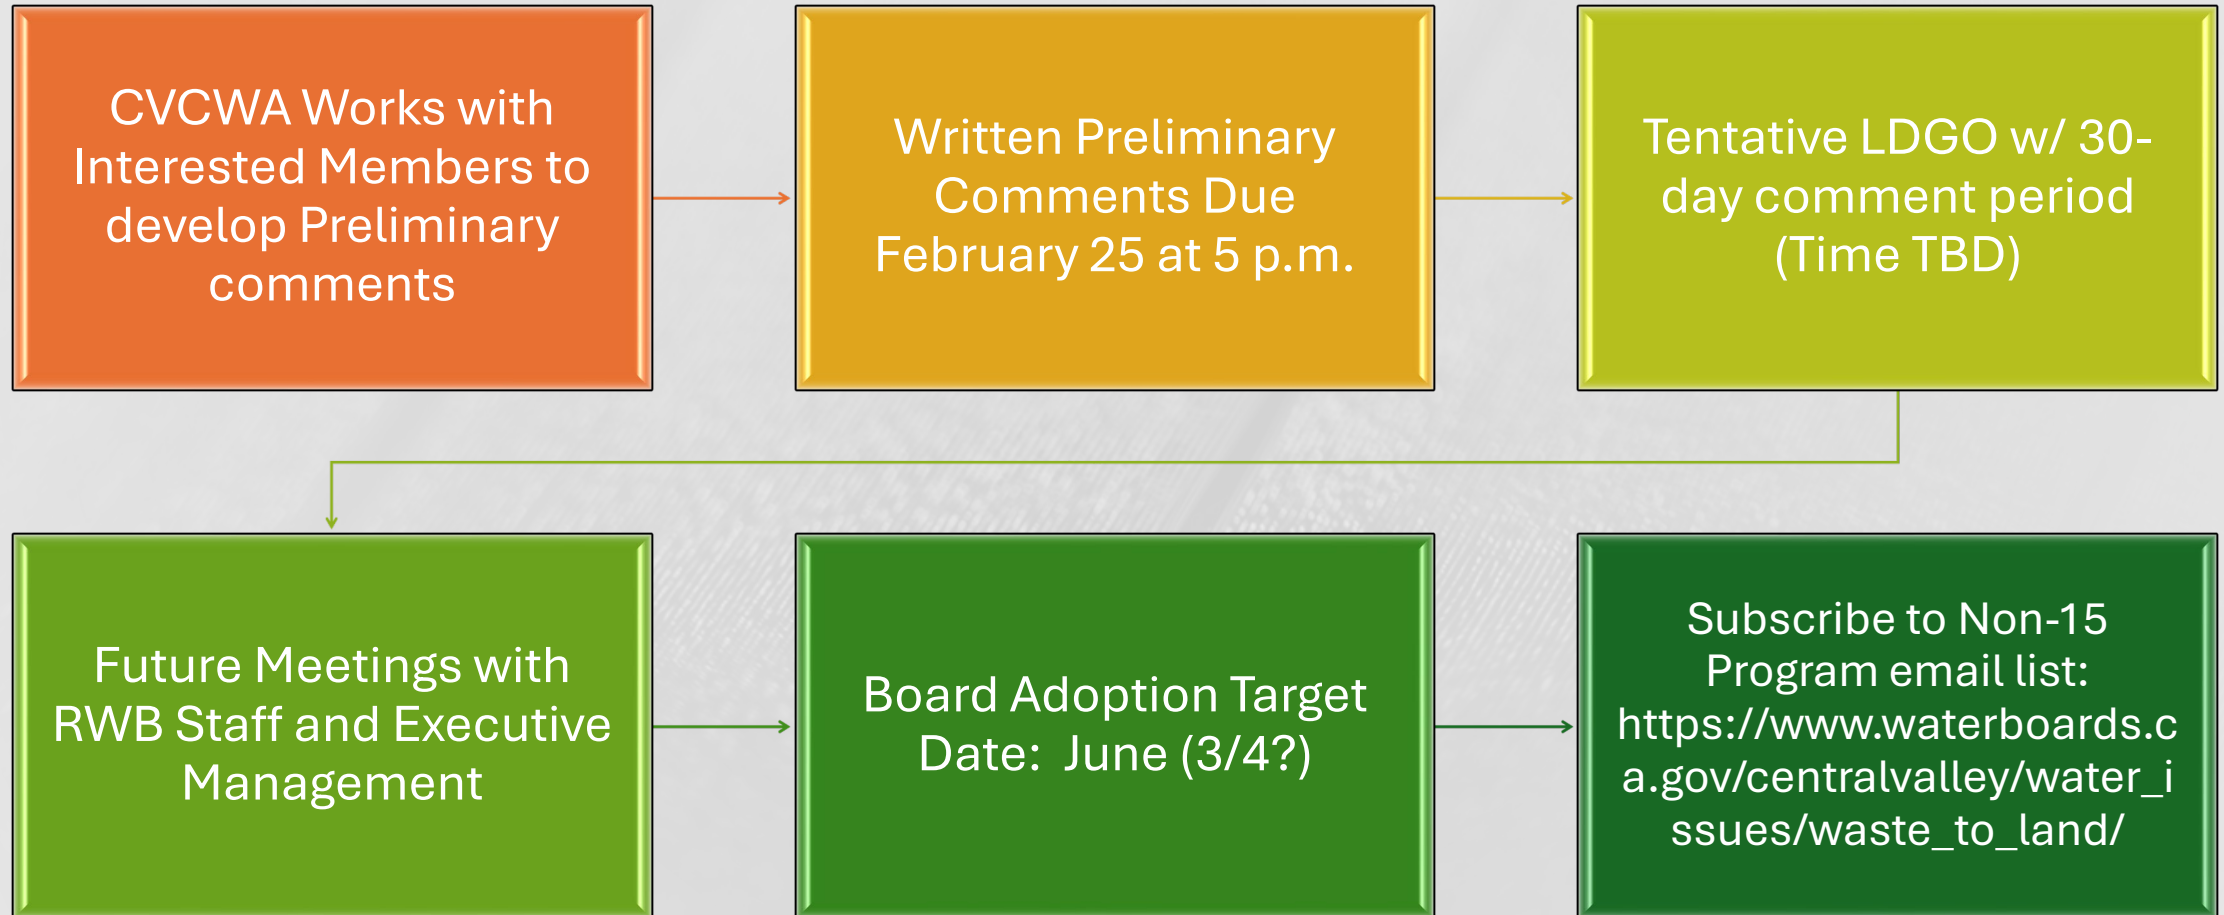 CVCWA Works with
Interested Members to
develop Preliminary
comments
Written Preliminary
Comments Due
February 25 at 5 p.m.
Tentative LDGO w/ 30-
day comment period
(Time TBD)
Future Meetings with
RWB Staff and Executive
Management
Board Adoption Target
Date:  June (3/4?)
Subscribe to Non-15
Program email list:
https://www.waterboards.c
a.gov/centralvalley/water_i
ssues/waste_to_land/